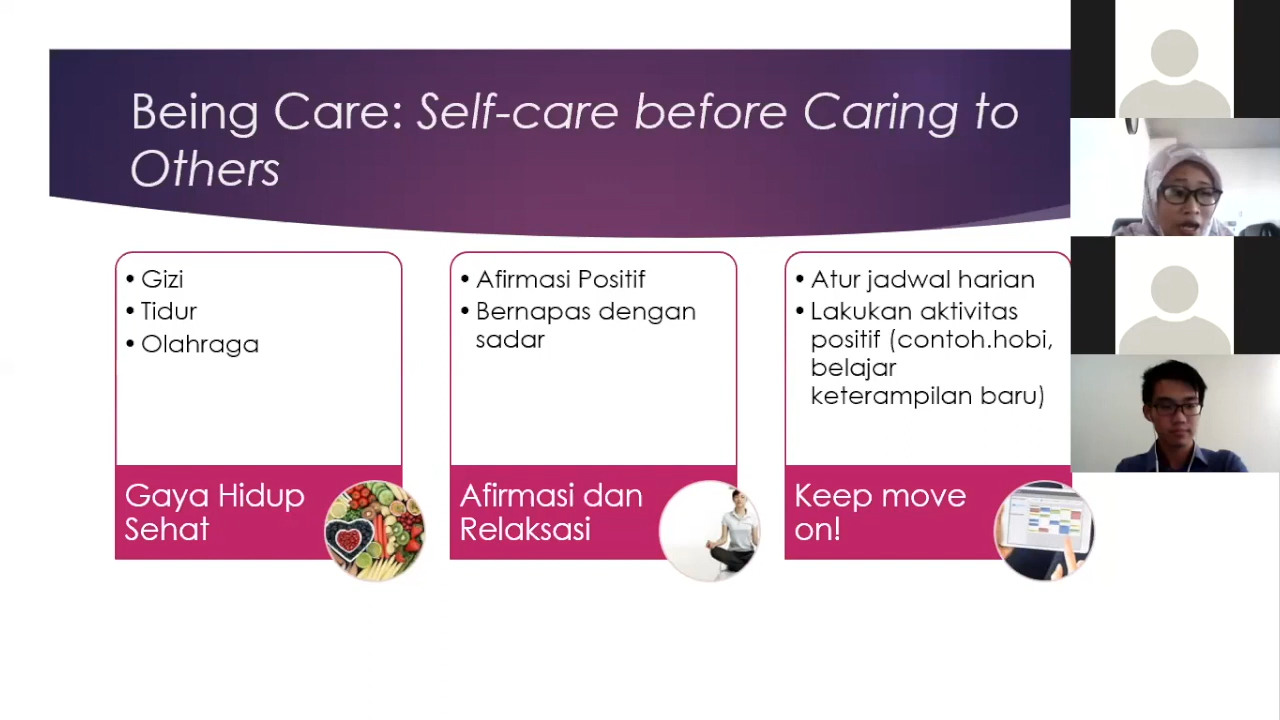 Being Care: Self-care before Caring to
Others
• Gizi
• Tidur
• Olahraga
Gaya Hidup
Sehat
• Afirmasi Positif
• Bernapas dengan
sadar
Afirmasi dan
Relaksasi
• Atur jadwal harian
• Lakukan aktivitas
positif (contoh.hobi,
belajar
keterampilan baru)
Keep move
on!